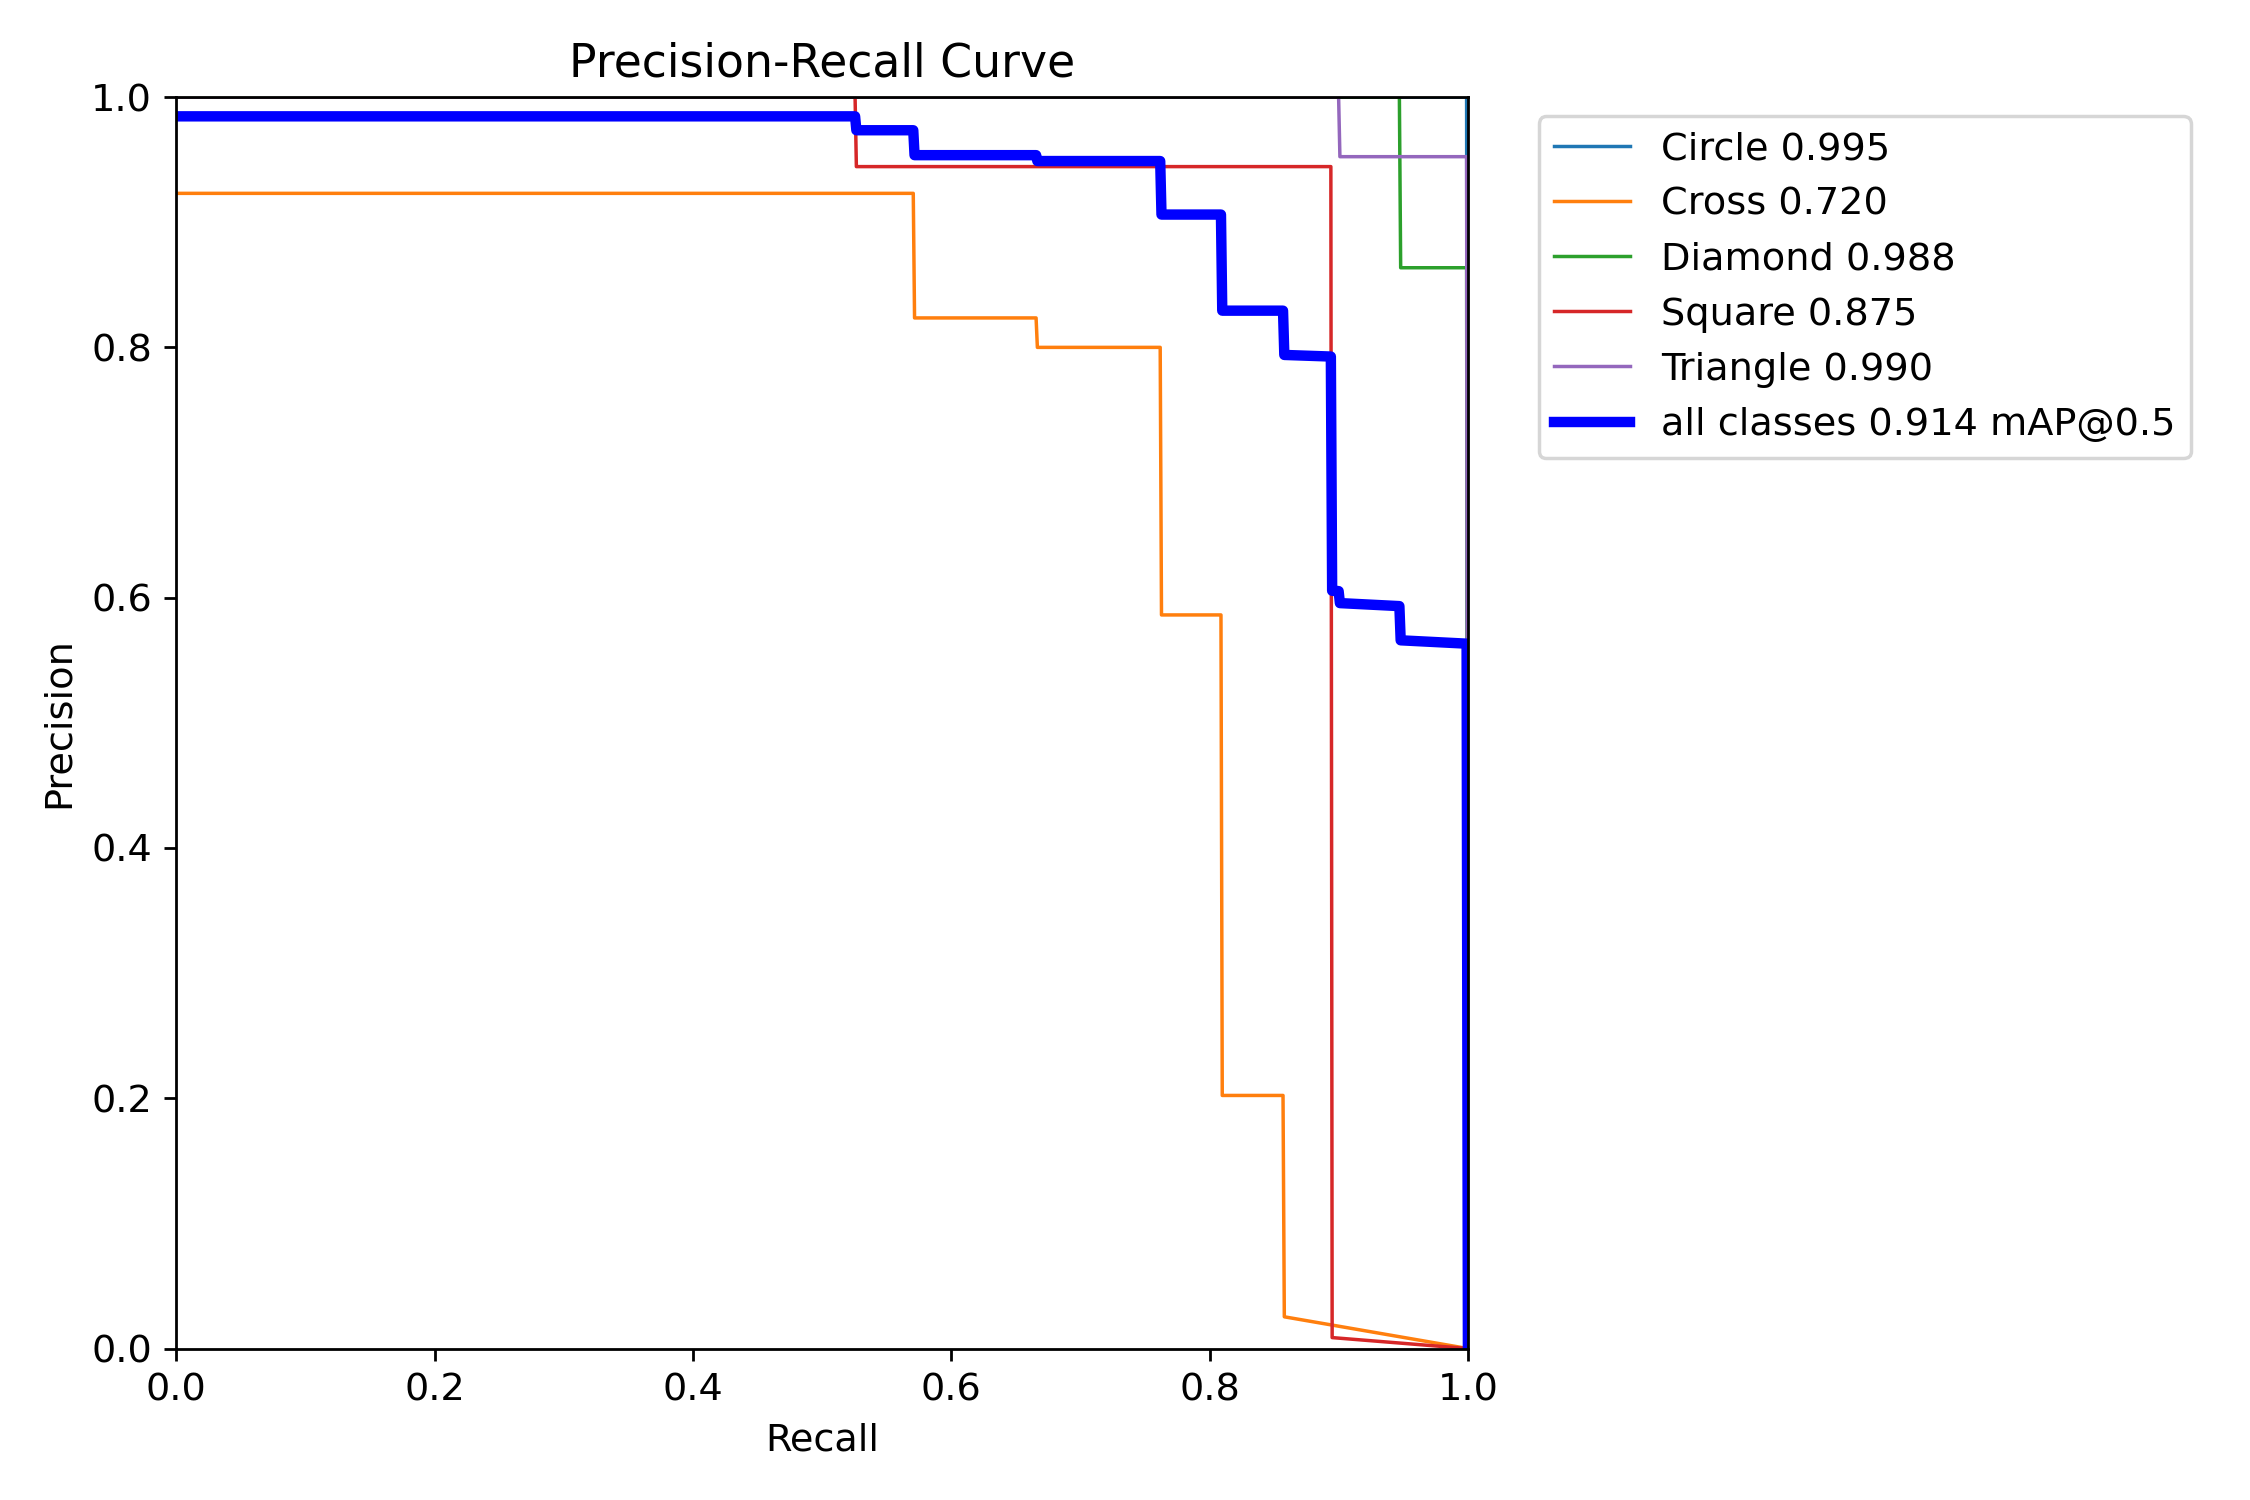 Precision-Recall Curve
1.0
0.8
0.6
0.4
0.2
0.0
Precision
0.0 0.2 0.4 0.6 0.8 1.0
Recall
Circle 0.995
Cross 0.720
Diamond 0.988
Square 0.875
Triangle 0.990
all classes 0.914 mAP@0.5